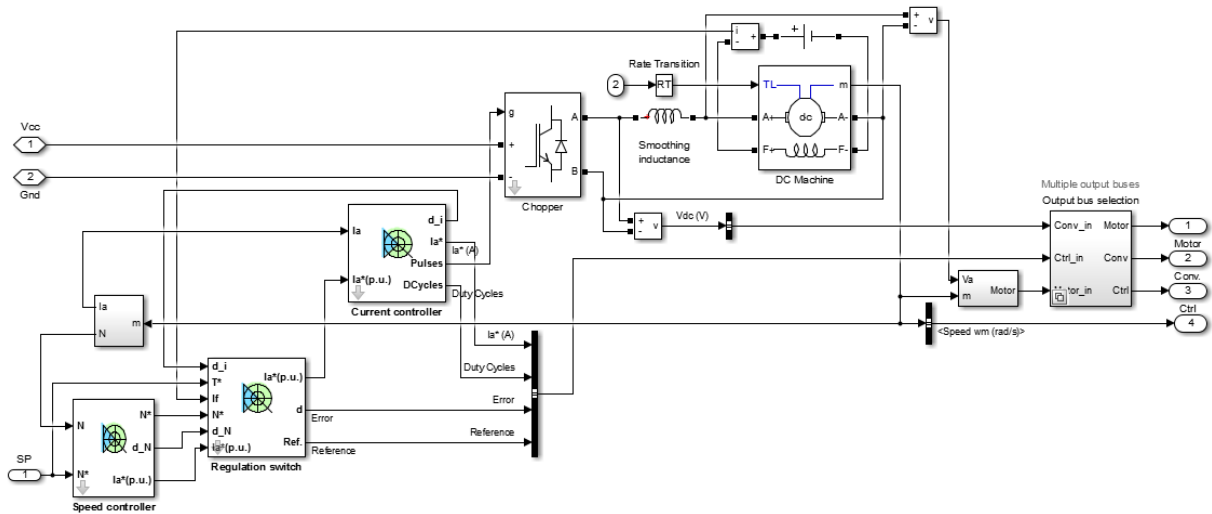 +
-
v
i
-
+
+
Rate Transition
2
RT
TL
m
dc
A+
A-
F+
F-
DC Machine
Smoothing
inductance
Vcc
1
2
Gnd
g
+
-
A
B
Chopper
+
-
v
Vdc (V)
Multiple output buses
Output bus selection
Conv_in
Ctrl_in
Motor
Conv
Ctrl
1
Motor
2
Conv.
3
Ctrl
4
Va
m
Motor
<Speed wm (rad/s)>
Ia
Ia*(p.u.)
d_i
Ia*
Pulses
DCycles
Current controller
Ia* (A)
Duty Cycles
Ia
N
m
Ia* (A)
Duty Cycles
Error
Reference
d_i
T*
If
N*
d_N
Ia*(p.u.)
Ia*(p.u.)
d
Ref.
Regulation switch
Error
Reference
SP
1
N
N*
N*
d_N
Ia*(p.u.)
Speed controller